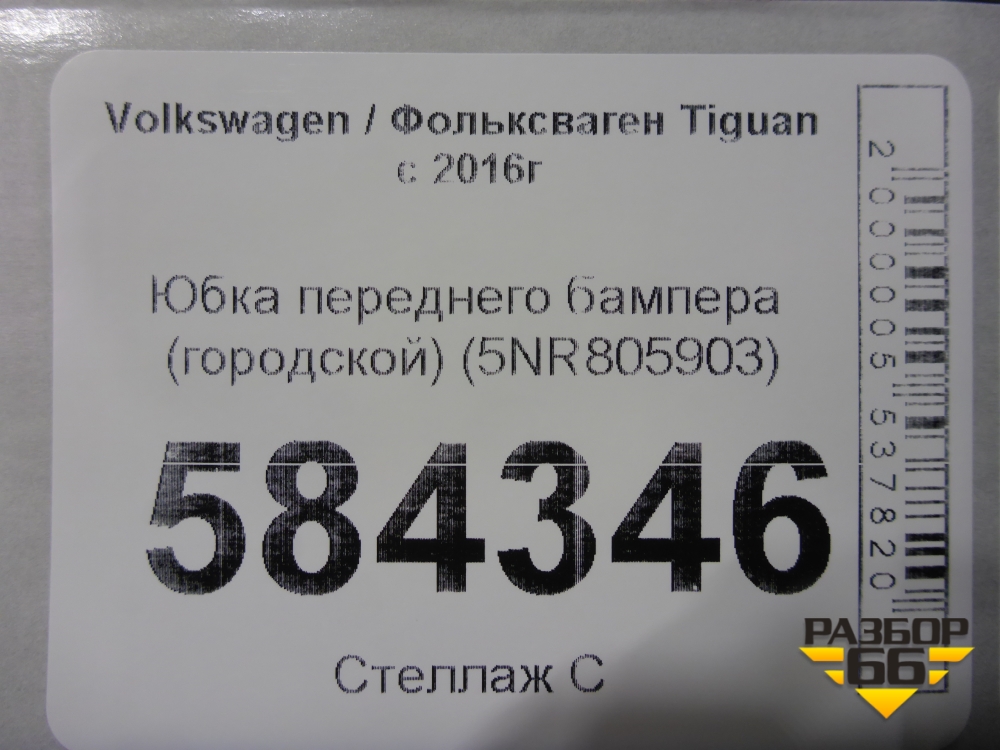 Volkswagen / Фольксваген Tiguan
с 2016г
Юбка переднего бампера
(городской) (5NR805903)
584346
Стеллаж С
2000005537820
РАЗБОР
66